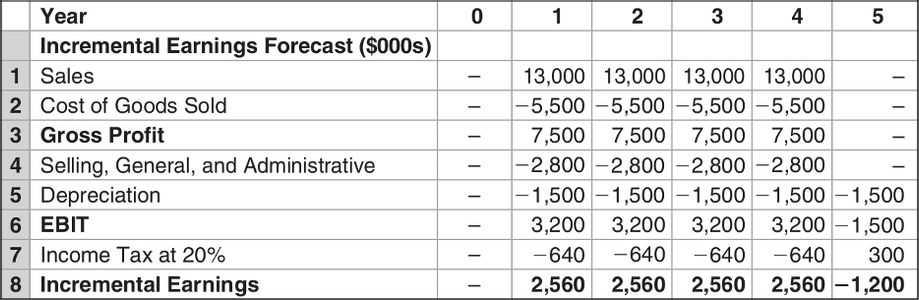 Year 0 1 2 3 4 5
Incremental Earnings Forecast ($000s)
1 Sales – 13,000 13,000 13,000 13,000 –
2 Cost of Goods Sold – −5,500 −5,500 −5,500 −5,500 –
3 Gross Profit – 7,500 7,500 7,500 7,500 –
4 Selling, General, and Administrative – −2,800 −2,800 −2,800 −2,800 –
5 Depreciation – −1,500 −1,500 −1,500 −1,500 −1,500
6 EBIT – 3,200 3,200 3,200 3,200 −1,500
7 Income Tax at 20% – −640 −640 −640 −640 300
8 Incremental Earnings – 2,560 2,560 2,560 2,560 −1,200